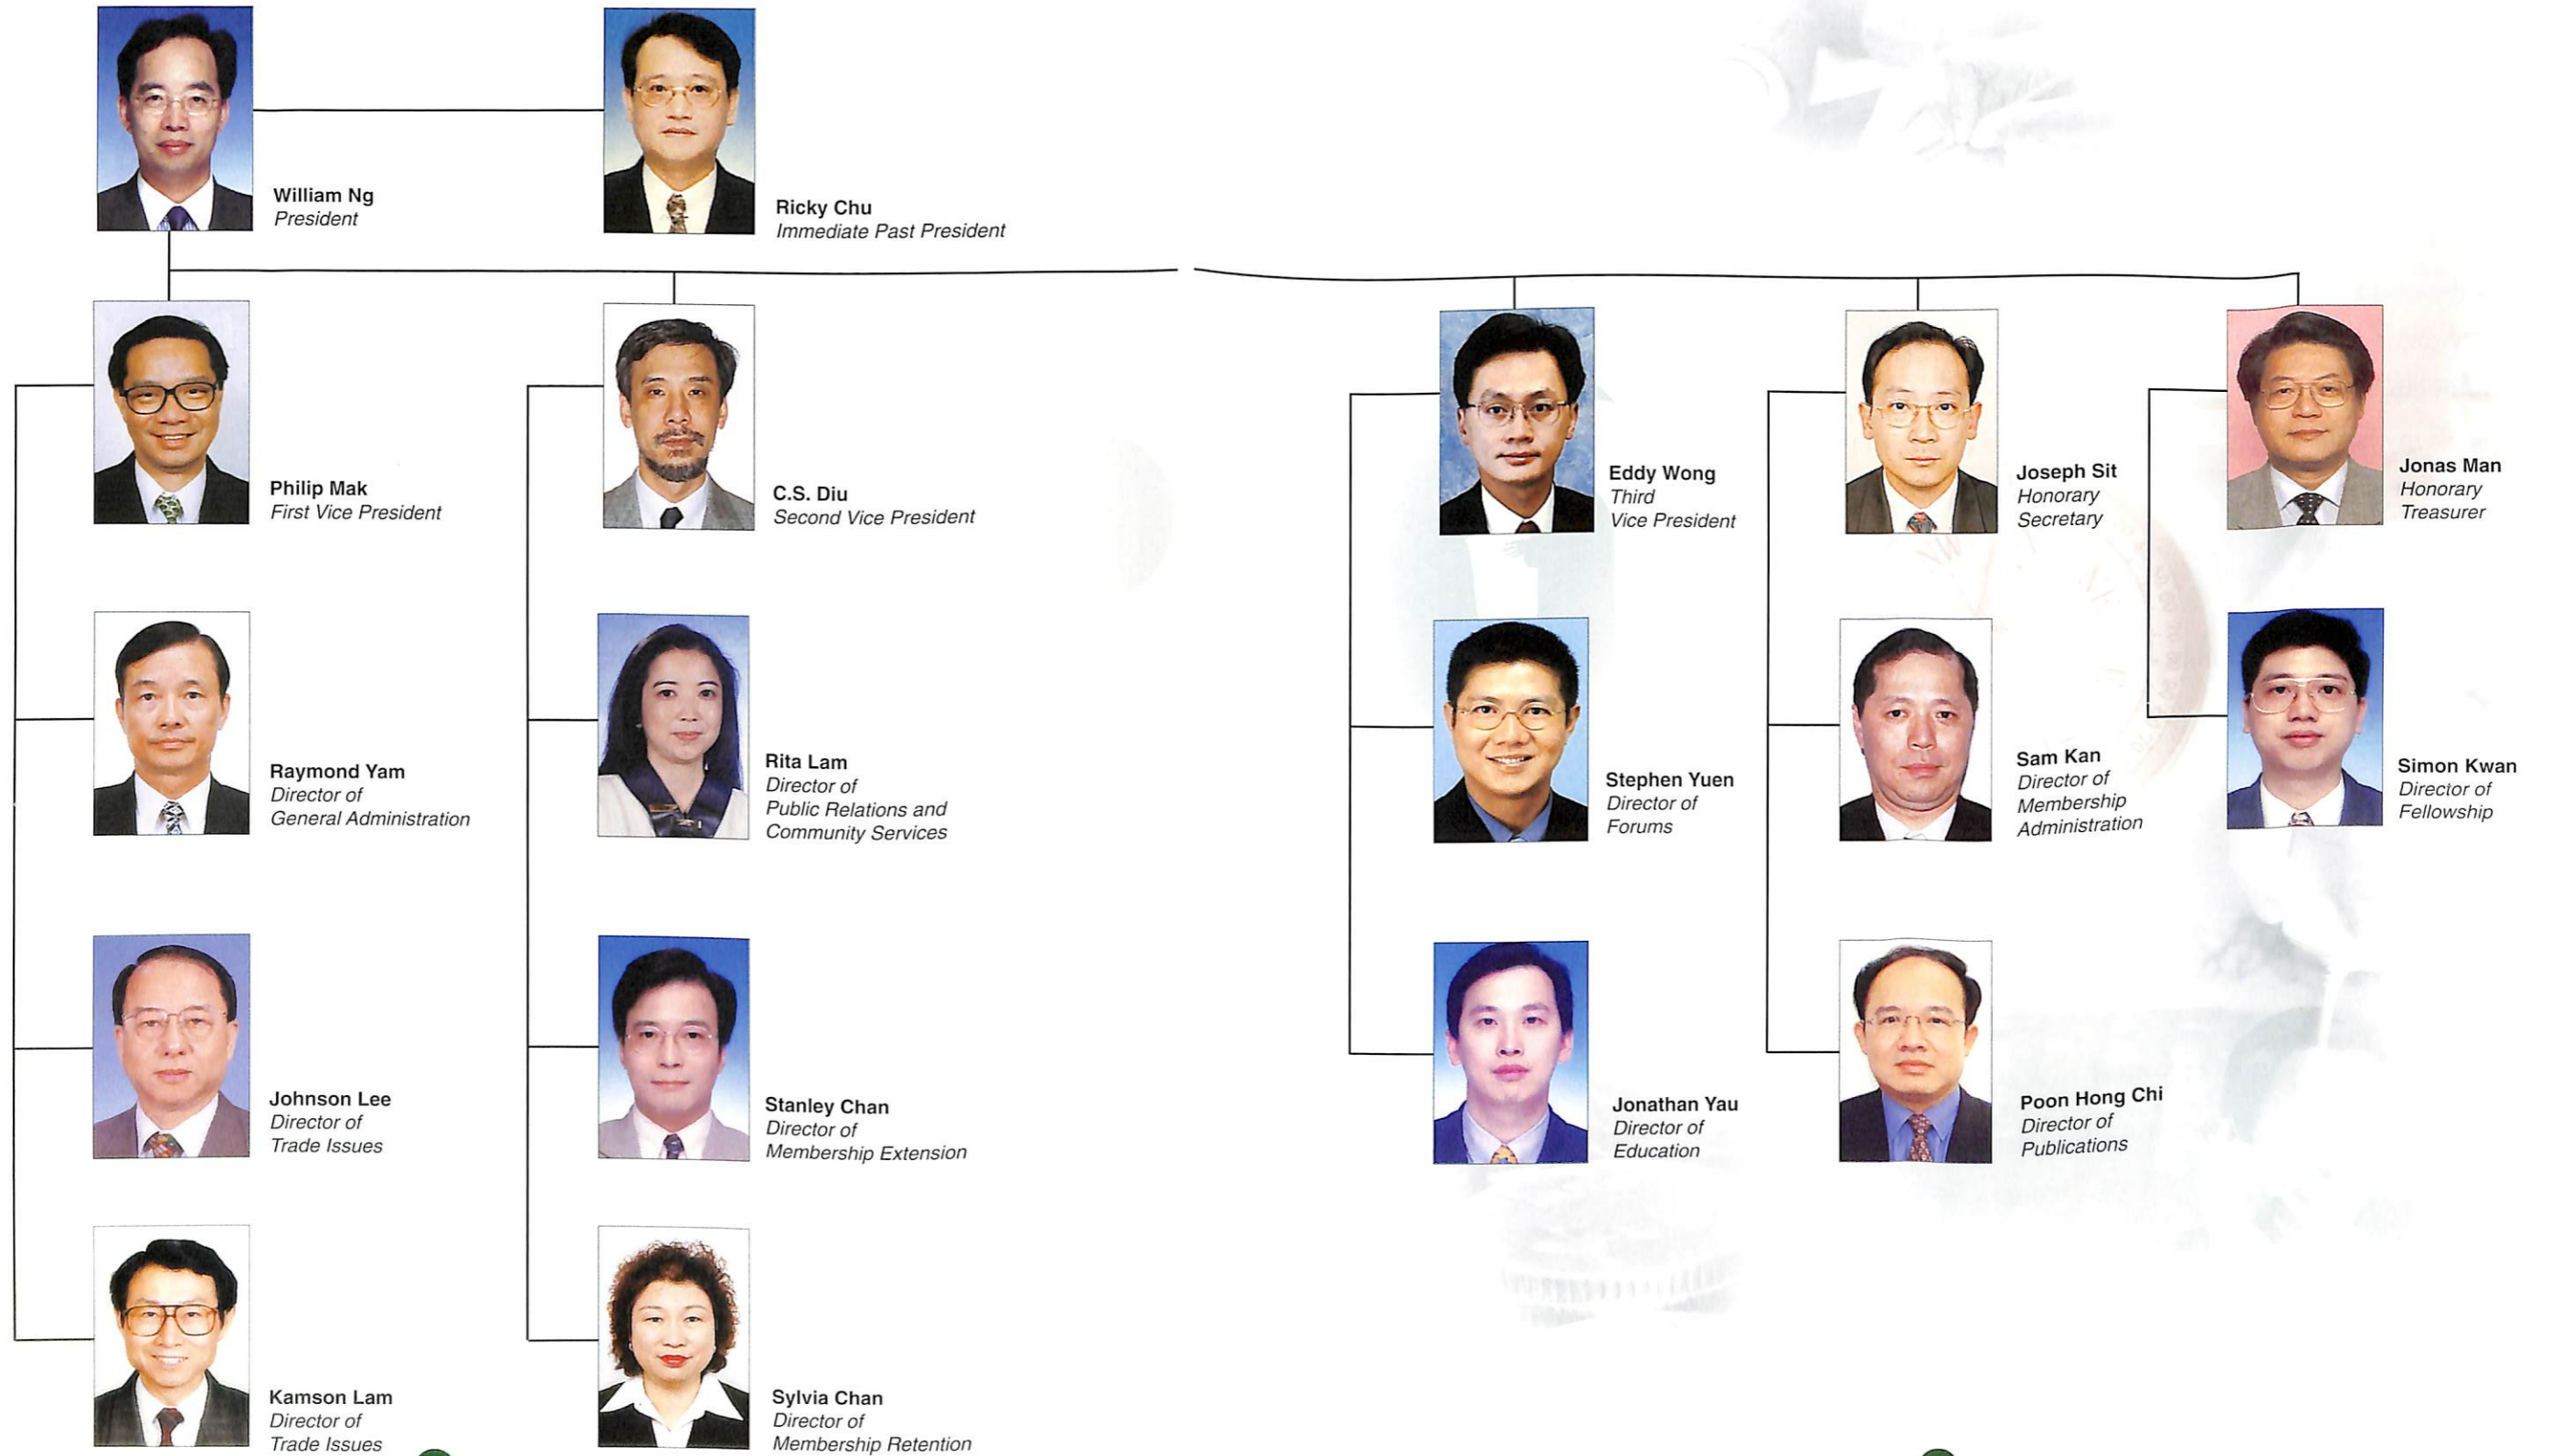 William Ng
President
Ricky Chu
Immediate Past President
Philip Mak
First Vice President
C.S. Diu
Second Vice President
Eddy Wong
Third
Vice President
Joseph Sit
Honorary
Secretary
Jonas Man
Honorary
Treasurer
Raymond Yam
Director of
General Administration
Rita Lam
Director of
Public Relations and
Community Services
Stephen Yuen
Director of
Forums
Sam Kan
Director of
Membership
Administration
Simon Kwan
Director of
Fellowship
Johnson Lee
Director of
Trade Issues
Stanley Chan
Director of
Membership Extension
Jonathan Yau
Director of
Education
Poon Hong Chi
Director of
Publications
Kamson Lam
Director of
Trade Issues
Sylvia Chan
Director of
Membership Retention